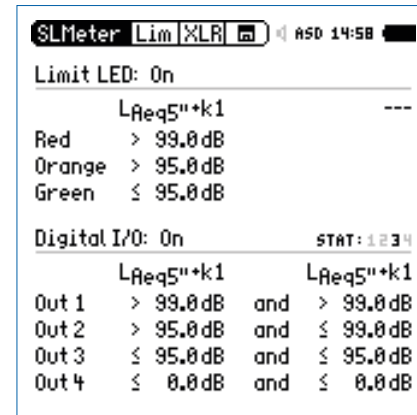 SLMeter Lim XLR ASD 14:58
Limit LED: On
LAeq5"+k1 ---
Red > 99.0dB
Orange > 95.0dB
Green ≤ 95.0dB
Digital I/O: On STAT: 1234
LAeq5"+k1 LAeq5"+k1
Out 1 > 99.0dB and > 99.0dB
Out 2 > 95.0dB and ≤ 99.0dB
Out 3 ≤ 95.0dB and ≤ 95.0dB
Out 4 ≤ 0.0dB and ≤ 0.0dB